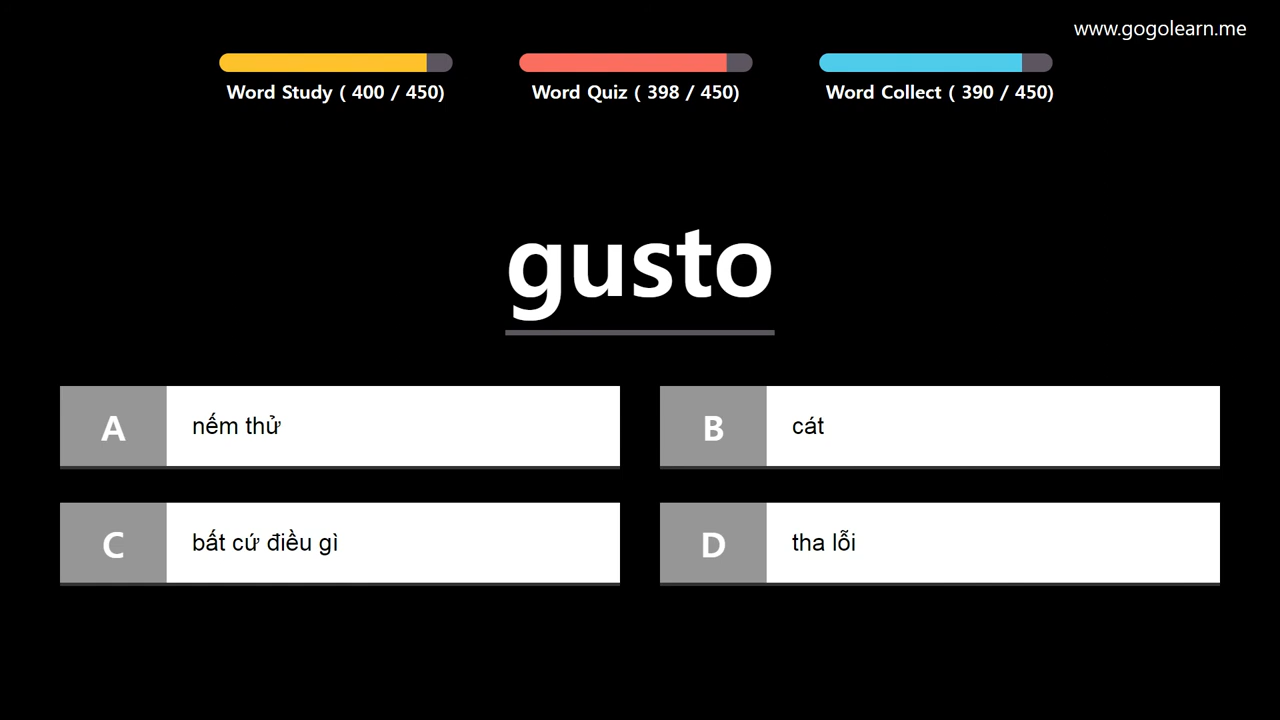 www.gogolearn.me
Word Study ( 400 / 450)
Word Quiz ( 398 / 450)
Word Collect ( 390 / 450)
gusto
A nếm thử
B cát
C bất cứ điều gì
D tha lỗi